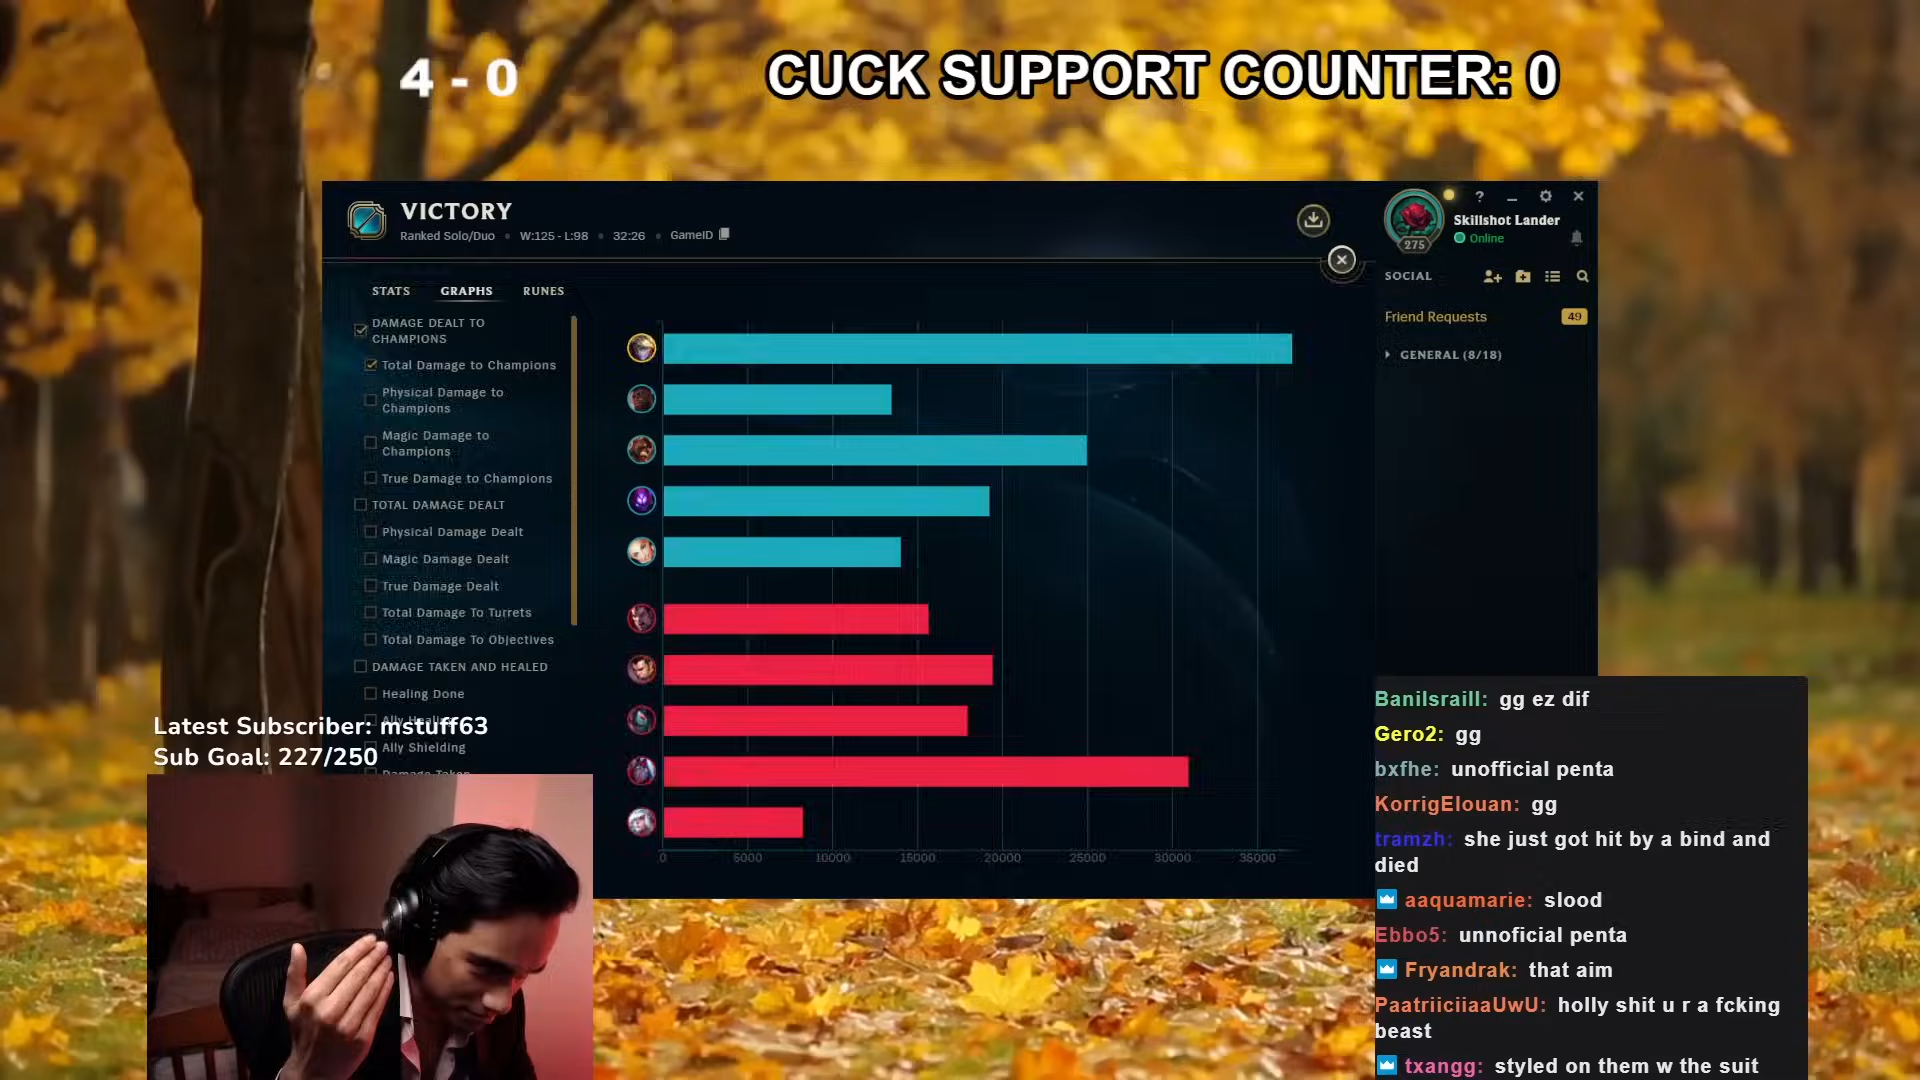 4 - 0
CUCK SUPPORT COUNTER: 0
VICTORY
Ranked Solo/Duo • W:125 - L:98 • 32:26 • GameID
?
Skillshot Lander
275
Online
STATS GRAPHS RUNES
SOCIAL
Friend Requests 49
GENERAL (8/18)
DAMAGE DEALT TO
CHAMPIONS
Total Damage to Champions
Physical Damage to
Champions
Magic Damage to
Champions
True Damage to Champions
TOTAL DAMAGE DEALT
Physical Damage Dealt
Magic Damage Dealt
True Damage Dealt
Total Damage To Turrets
Total Damage To Objectives
DAMAGE TAKEN AND HEALED
Healing Done
Ally Healing
Ally Shielding
Damage Taken
0 5000 10000 15000 20000 25000 30000 35000
Latest Subscriber: mstuff63
Sub Goal: 227/250
Banilsraill: gg ez dif
Gero2: gg
bxfhe: unofficial penta
KorrigElouan: gg
tramzh: she just got hit by a bind and
died
aaquamarie: slood
Ebbo5: unnoficial penta
Fryandrak: that aim
PaatriiciiaaUwU: holly shit u r a fcking
beast
txangg: styled on them w the suit